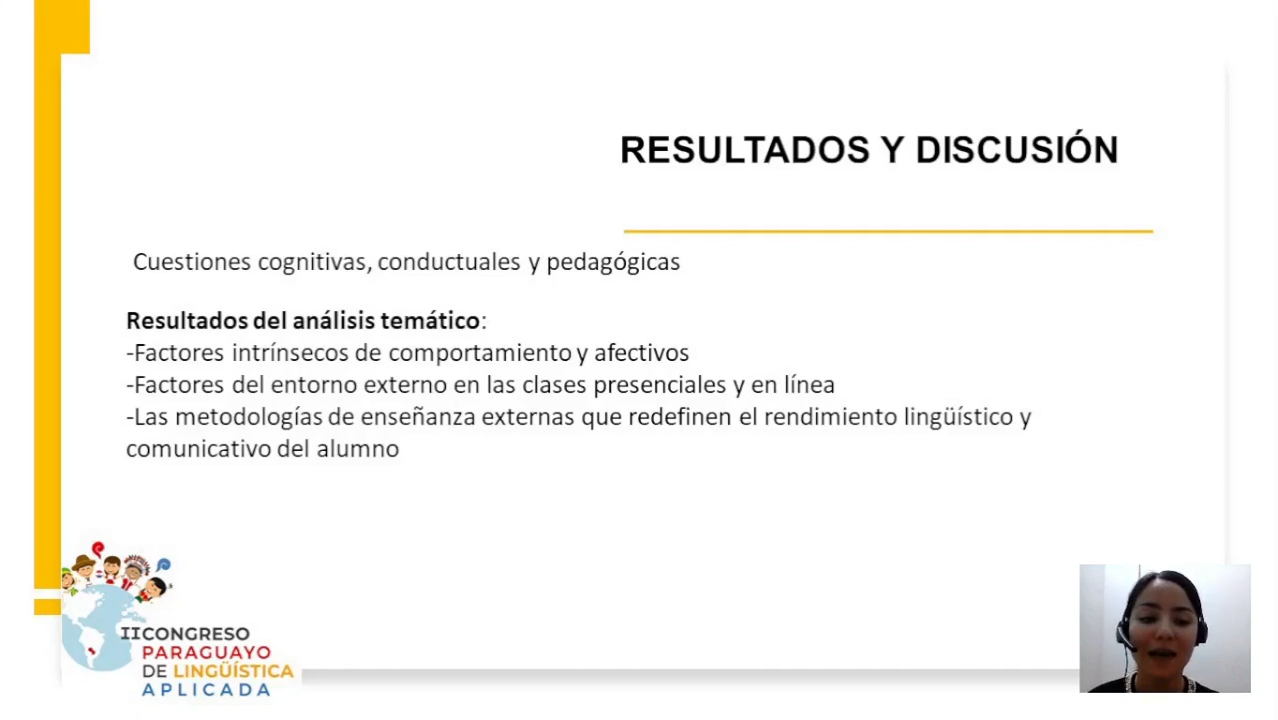 RESULTADOS Y DISCUSIÓN
Cuestiones cognitivas, conductuales y pedagógicas
Resultados del análisis temático:
-Factores intrínsecos de comportamiento y afectivos
-Factores del entorno externo en las clases presenciales y en línea
-Las metodologías de enseñanza externas que redefinen el rendimiento lingüístico y
comunicativo del alumno
II CONGRESO
PARAGUAYO
DE LINGÜÍSTICA
APLICADA